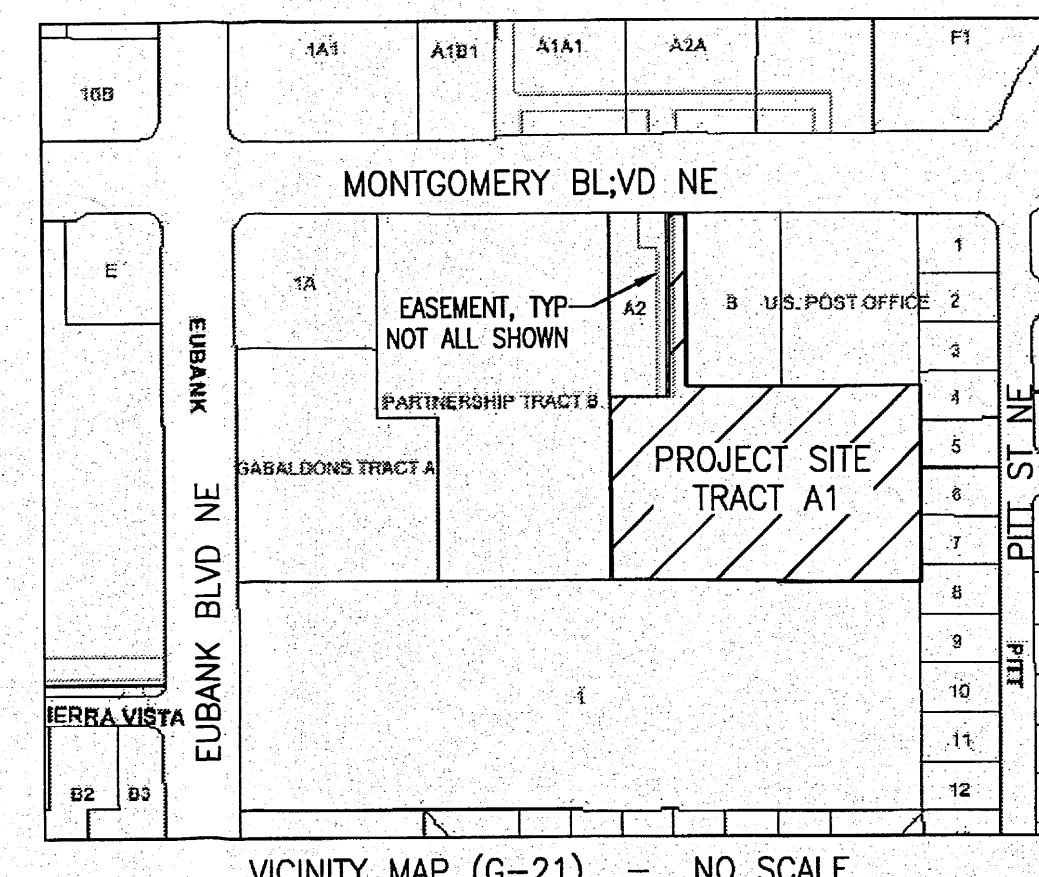 1A1
A1B1
A1A1
A2A
F1
10B
MONTGOMERY BL;VD NE
E
1A
EASEMENT, TYP
NOT ALL SHOWN
A2
B
U.S. POST OFFICE
1
2
3
4
5
6
7
8
9
10
11
12
EUBANK
PARTNERSHIP TRACT B
GABALDONS TRACT A
PROJECT SITE
TRACT A1
PITT ST NE
EUBANK BLVD NE
1
PITT
IERRA VISTA
B2
B3
VICINITY MAP (G-21) - NO SCALE